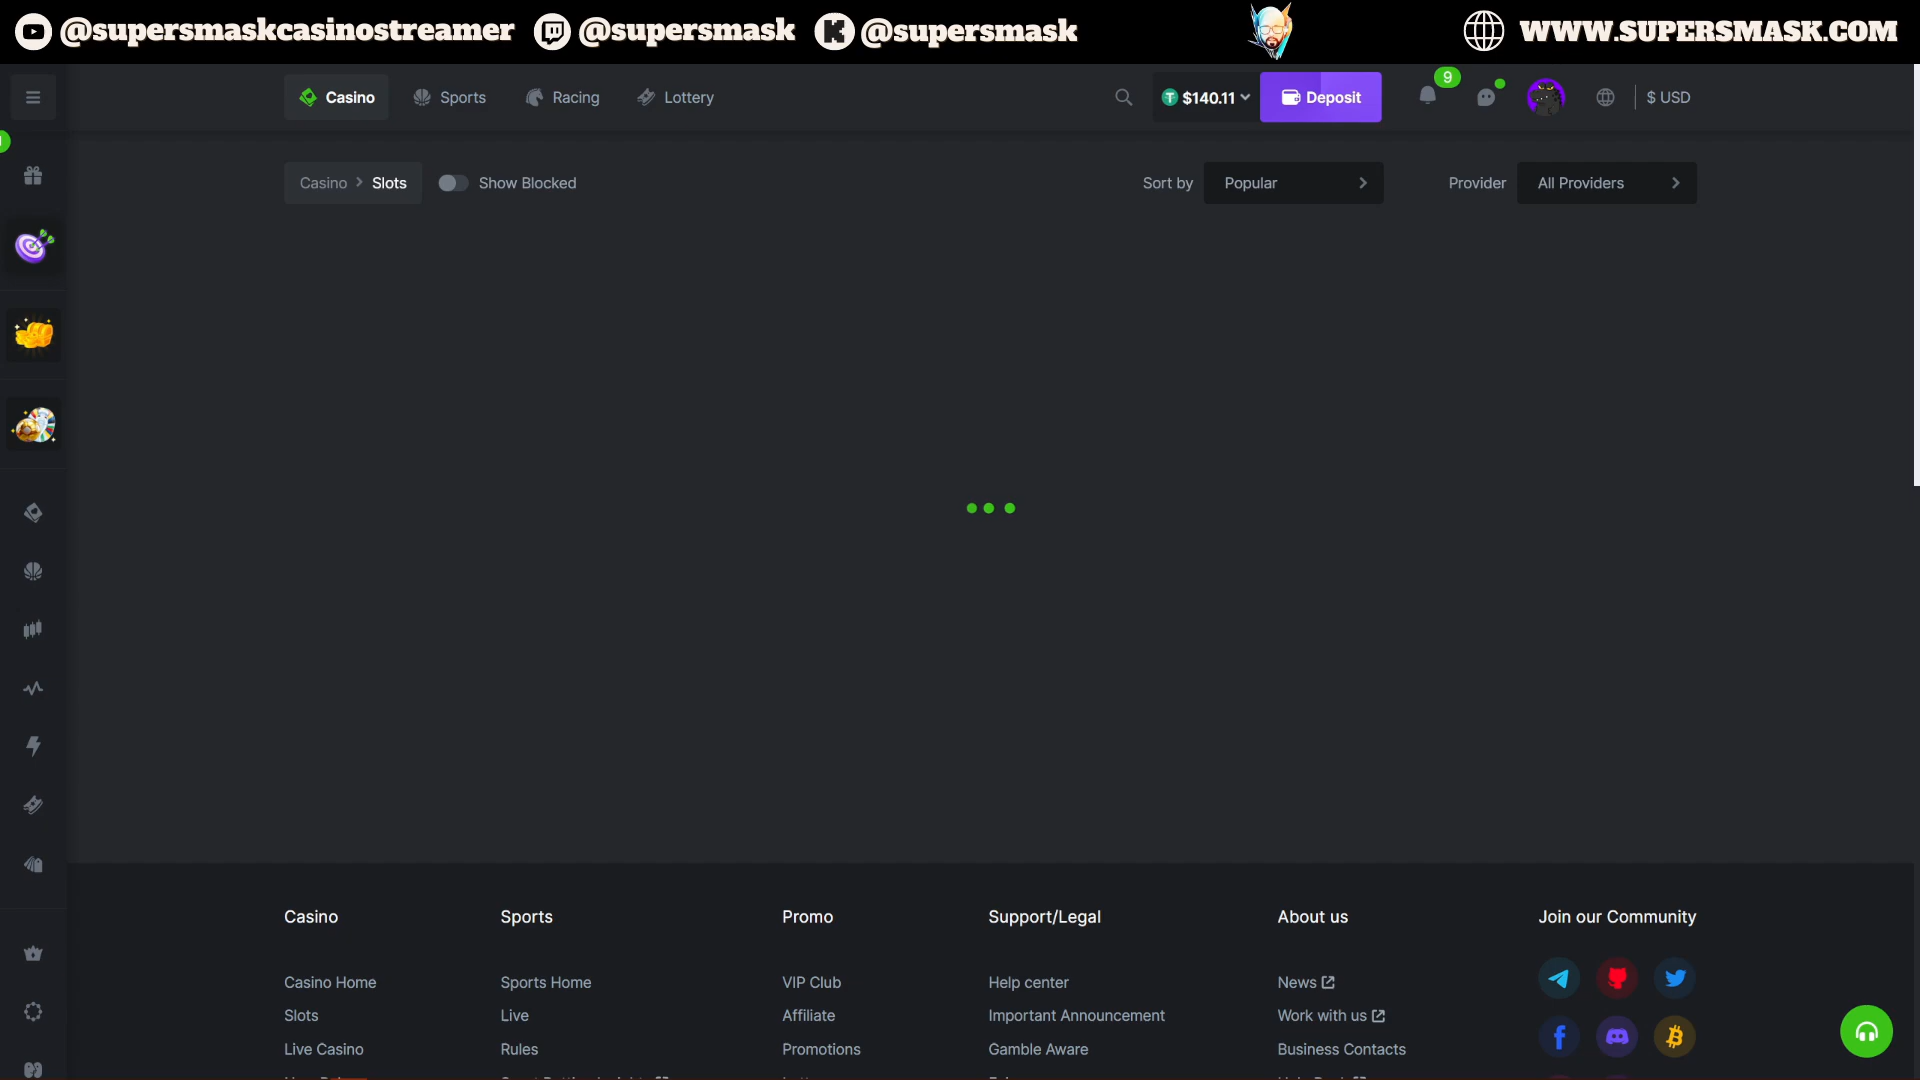 @supersmaskcasinostreamer @supersmask @supersmask WWW.SUPERSMASK.COM
Casino Sports Racing Lottery $140.11 Deposit 9 $ USD
Casino > Slots Show Blocked Sort by Popular Provider All Providers
Casino Sports Promo Support/Legal About us Join our Community
Casino Home Sports Home VIP Club Help center News
Slots Live Affiliate Important Announcement Work with us
Live Casino Rules Promotions Gamble Aware Business Contacts